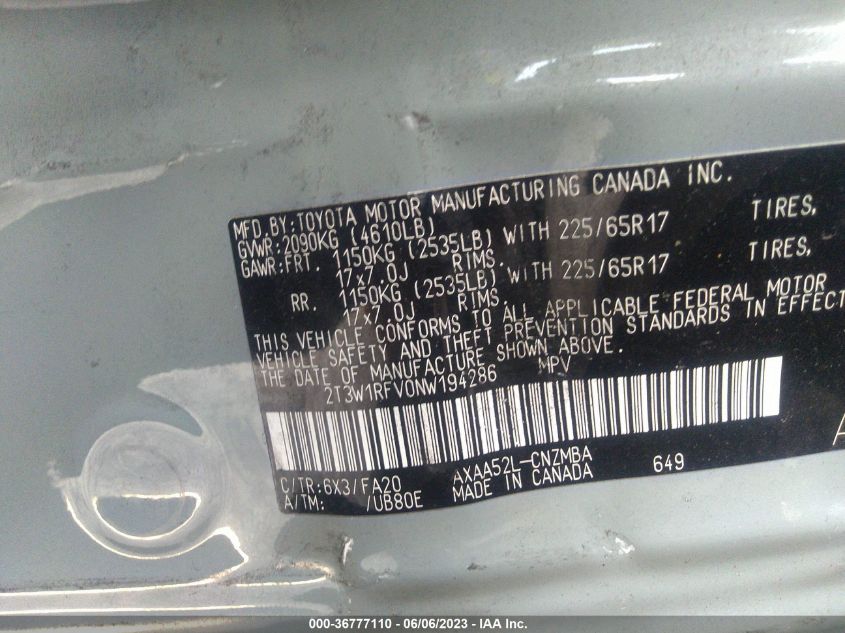 MFD.BY:TOYOTA MOTOR MANUFACTURING CANADA INC.
GVWR:2090KG (4610LB)
GAWR:FRT. 1150KG (2535LB) WITH 225/65R17 TIRES,
17x7.0J RIMS.
RR. 1150KG (2535LB) WITH 225/65R17 TIRES,
17x7.0J RIMS.
THIS VEHICLE CONFORMS TO ALL APPLICABLE FEDERAL MOTOR
VEHICLE SAFETY AND THEFT PREVENTION STANDARDS IN EFFECT
THE DATE OF MANUFACTURE SHOWN ABOVE.
2T3W1RFV0NW194286 MPV
C/TR:6X3/FA20 AXAA52L-CNZMBA 649
A/TM: /UB80E MADE IN CANADA
000-36777110 - 06/06/2023 - IAA Inc.